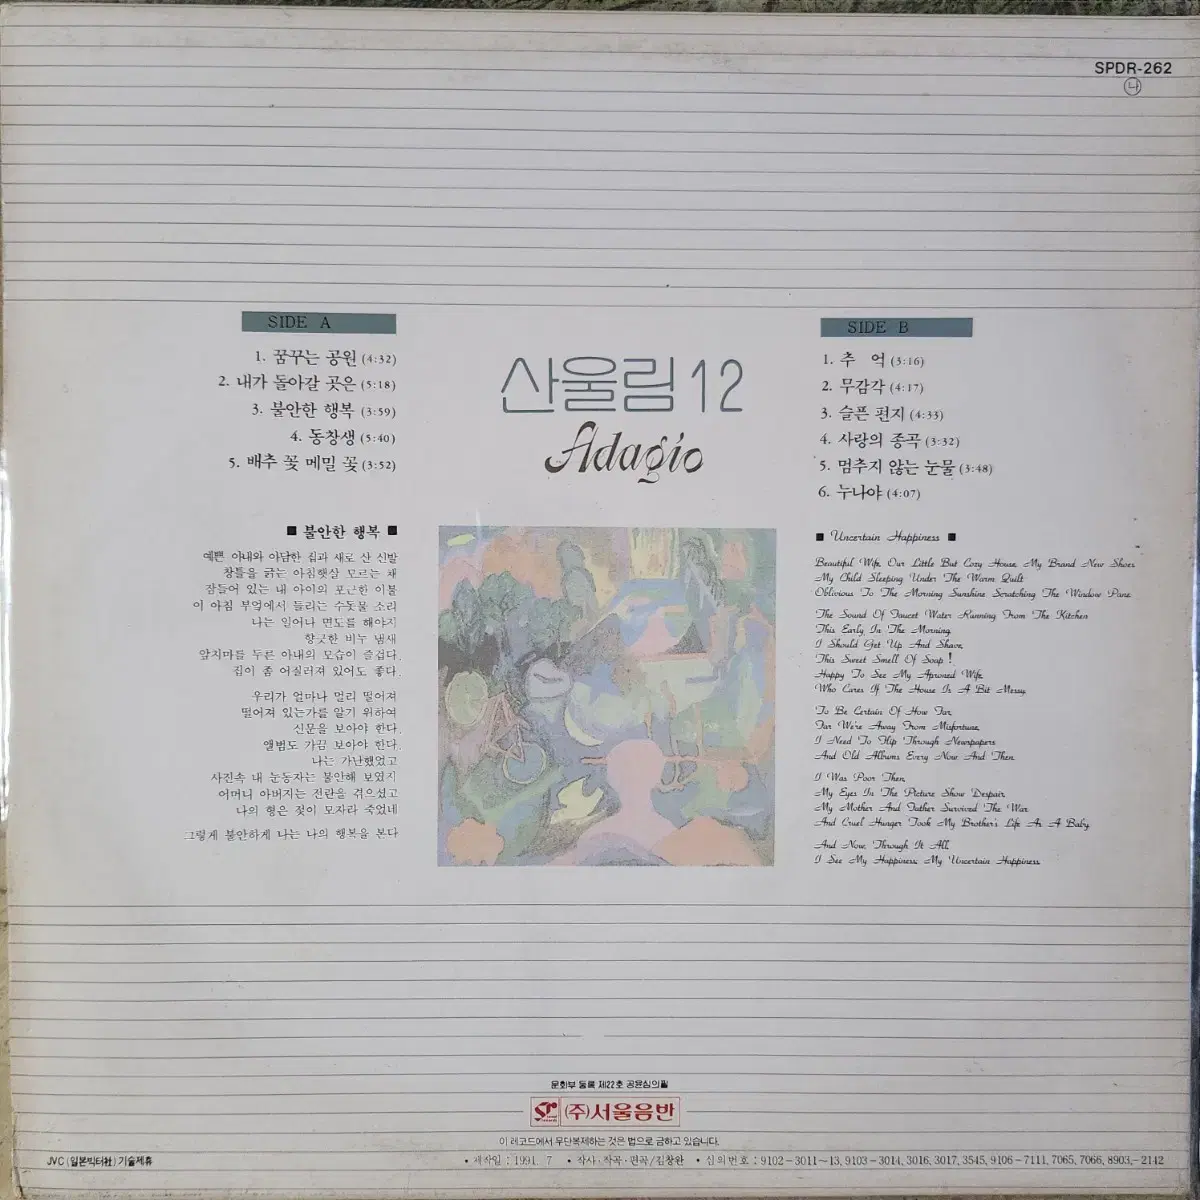 SPDR-262
나
SIDE A
1. 꿈꾸는 공원 (4:32)
2. 내가 돌아갈 곳은 (5:18)
3. 불안한 행복 (3:59)
4. 동창생 (5:40)
5. 배추 꽃 메밀 꽃 (3:52)
산울림12
Adagio
SIDE B
1. 추 억 (3:16)
2. 무감각 (4:17)
3. 슬픈 편지 (4:33)
4. 사랑의 종곡 (3:32)
5. 멈추지 않는 눈물 (3:48)
6. 누나야 (4:07)
■ 불안한 행복 ■
예쁜 아내와 아담한 집과 새로 산 신발
창틀을 긁는 아침햇살 모르는 채
잠들어 있는 내 아이의 포근한 이불
이 아침 부엌에서 들리는 수돗물 소리
나는 일어나 면도를 해야지
향긋한 비누 냄새
앞치마를 두른 아내의 모습이 즐겁다.
집이 좀 어질러져 있어도 좋다.
우리가 얼마나 멀리 떨어져
떨어져 있는가를 알기 위하여
신문을 보아야 한다.
앨범도 가끔 보아야 한다.
나는 가난했었고
사진속 내 눈동자는 불안해 보였지
어머니 아버지는 전란을 겪으셨고
나의 형은 젖이 모자라 죽었네
그렇게 불안하게 나는 나의 행복을 본다
■ Uncertain Happiness ■
Beautiful Wife, Our Little But Cozy House, My Brand New Shoes
My Child Sleeping Under The Warm Quilt
Oblivious To The Morning Sunshine Scratching The Window Pane
The Sound Of Faucet Water Running From The Kitchen
This Early In The Morning
I Should Get Up And Shave,
This Sweet Smell Of Soap !
Happy To See My Aproned Wife
Who Cares If The House Is A Bit Messy
To Be Certain Of How Far
Far We're Away From Misfortune,
I Need To Flip Through Newspapers
And Old Albums Every Now And Then
I Was Poor Then,
My Eyes In The Picture Show Despair
My Mother And Father Survived The War
And Cruel Hunger Took My Brother's Life As A Baby
And Now, Through It All,
I See My Happiness, My Uncertain Happiness.
문화부 등록 제22호 공윤심의필
(주)서울음반
이 레코드에서 무단복제하는 것은 법으로 금하고 있습니다.
JVC (일본빅터社) 기술제휴
• 제작일 : 1991. 7 • 작사·작곡·편곡/김창완 • 심의번호 : 9102-3011~13, 9103-3014, 3016, 3017, 3545, 9106-7111, 7065, 7066, 8903,-2142